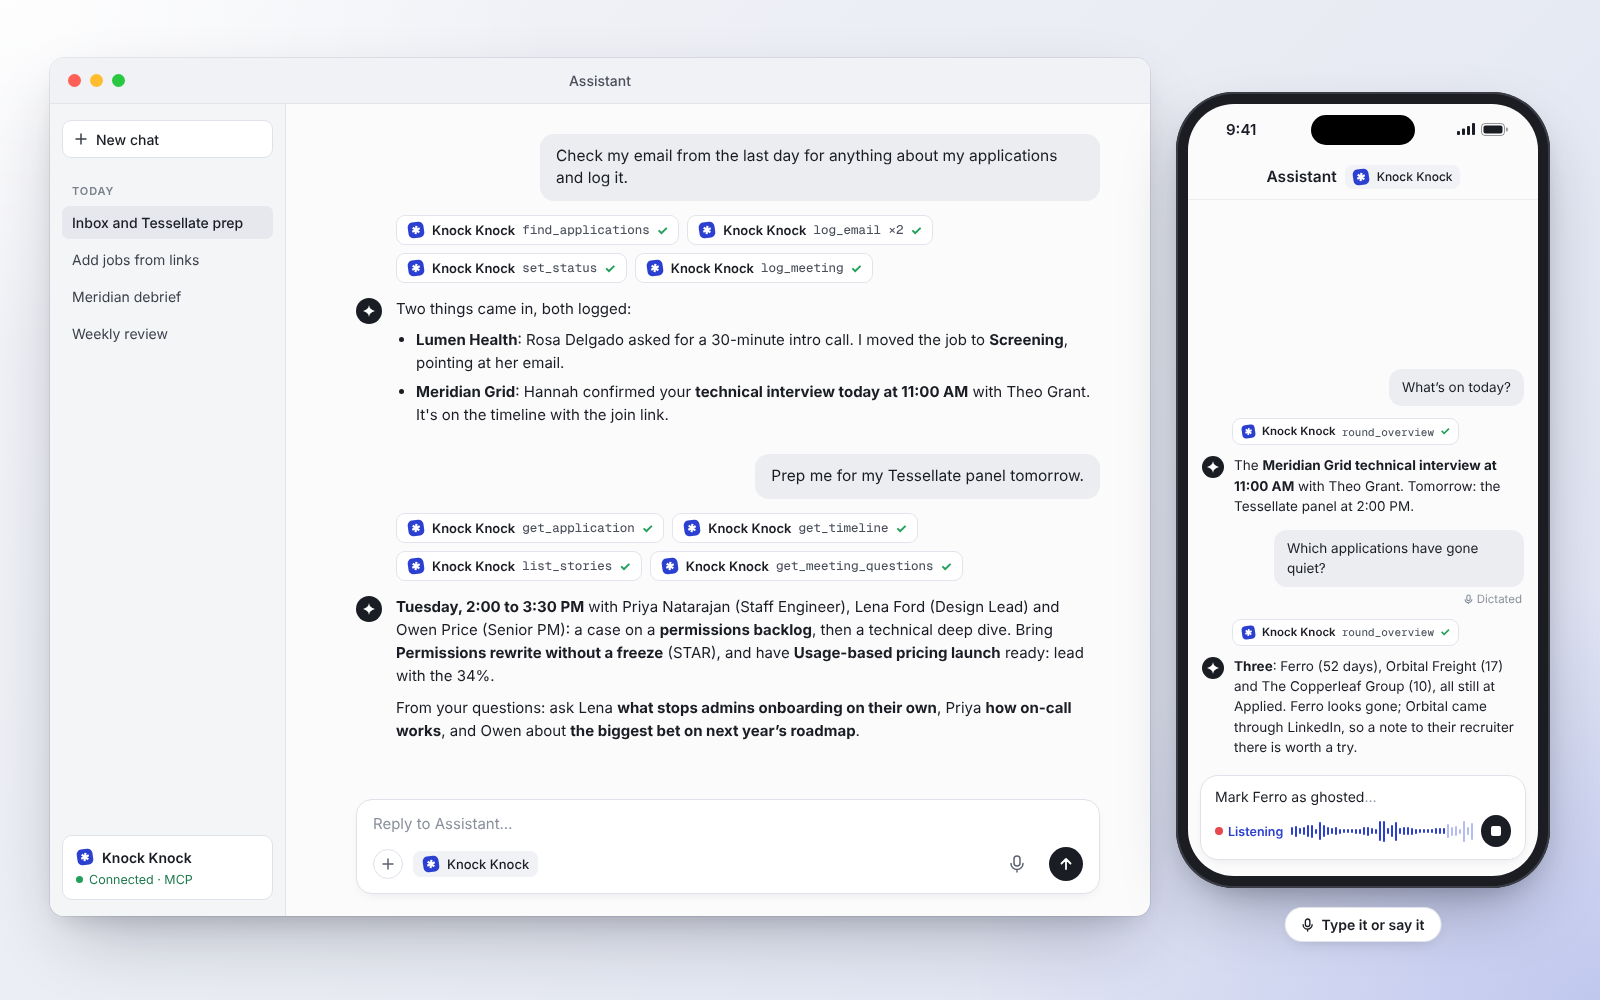 Assistant
New chat
TODAY
Inbox and Tessellate prep
Add jobs from links
Meridian debrief
Weekly review
Knock Knock
Connected · MCP
Check my email from the last day for anything about my applications
and log it.
Knock Knock find_applications
Knock Knock log_email ×2
Knock Knock set_status
Knock Knock log_meeting
Two things came in, both logged:
• Lumen Health: Rosa Delgado asked for a 30-minute intro call. I moved the job to Screening,
pointing at her email.
• Meridian Grid: Hannah confirmed your technical interview today at 11:00 AM with Theo Grant.
It's on the timeline with the join link.
Prep me for my Tessellate panel tomorrow.
Knock Knock get_application
Knock Knock get_timeline
Knock Knock list_stories
Knock Knock get_meeting_questions
Tuesday, 2:00 to 3:30 PM with Priya Natarajan (Staff Engineer), Lena Ford (Design Lead) and
Owen Price (Senior PM): a case on a permissions backlog, then a technical deep dive. Bring
Permissions rewrite without a freeze (STAR), and have Usage-based pricing launch ready: lead
with the 34%.
From your questions: ask Lena what stops admins onboarding on their own, Priya how on-call
works, and Owen about the biggest bet on next year’s roadmap.
Reply to Assistant...
Knock Knock
9:41
Assistant Knock Knock
What’s on today?
Knock Knock round_overview
The Meridian Grid technical interview at
11:00 AM with Theo Grant. Tomorrow: the
Tessellate panel at 2:00 PM.
Which applications have gone
quiet?
Dictated
Knock Knock round_overview
Three: Ferro (52 days), Orbital Freight (17)
and The Copperleaf Group (10), all still at
Applied. Ferro looks gone; Orbital came
through LinkedIn, so a note to their recruiter
there is worth a try.
Mark Ferro as ghosted...
Listening
Type it or say it